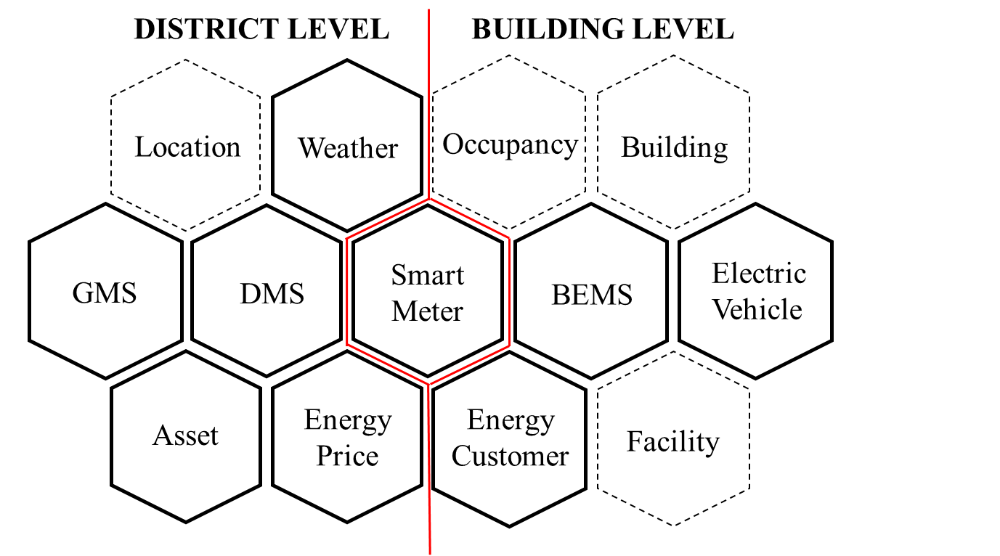 DISTRICT LEVEL
BUILDING LEVEL
Location
Weather
Occupancy
Building
GMS
DMS
Smart
Meter
BEMS
Electric
Vehicle
Asset
Energy
Price
Energy
Customer
Facility